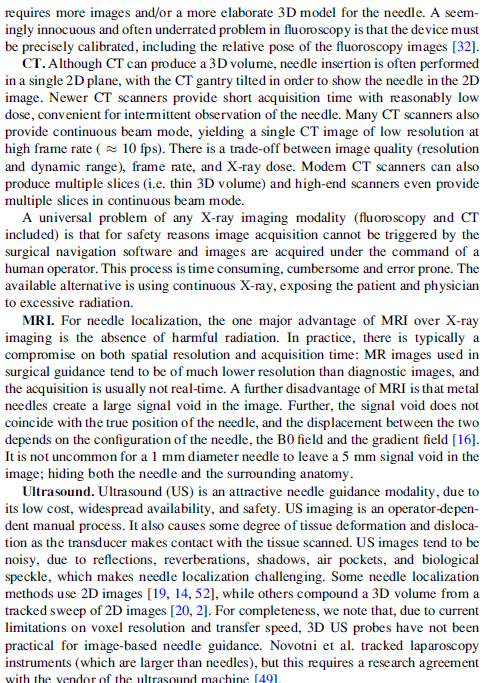 requires more images and/or a more elaborate 3D model for the needle. A seem-
ingly innocuous and often underrated problem in fluoroscopy is that the device must
be precisely calibrated, including the relative pose of the fluoroscopy images [32].
CT. Although CT can produce a 3D volume, needle insertion is often performed
in a single 2D plane, with the CT gantry tilted in order to show the needle in the 2D
image. Newer CT scanners provide short acquisition time with reasonably low
dose, convenient for intermittent observation of the needle. Many CT scanners also
provide continuous beam mode, yielding a single CT image of low resolution at
high frame rate ( ≈ 10 fps). There is a trade-off between image quality (resolution
and dynamic range), frame rate, and X-ray dose. Modern CT scanners can also
produce multiple slices (i.e. thin 3D volume) and high-end scanners even provide
multiple slices in continuous beam mode.
A universal problem of any X-ray imaging modality (fluoroscopy and CT
included) is that for safety reasons image acquisition cannot be triggered by the
surgical navigation software and images are acquired under the command of a
human operator. This process is time consuming, cumbersome and error prone. The
available alternative is using continuous X-ray, exposing the patient and physician
to excessive radiation.
MRI. For needle localization, the one major advantage of MRI over X-ray
imaging is the absence of harmful radiation. In practice, there is typically a
compromise on both spatial resolution and acquisition time: MR images used in
surgical guidance tend to be of much lower resolution than diagnostic images, and
the acquisition is usually not real-time. A further disadvantage of MRI is that metal
needles create a large signal void in the image. Further, the signal void does not
coincide with the true position of the needle, and the displacement between the two
depends on the configuration of the needle, the B0 field and the gradient field [16].
It is not uncommon for a 1 mm diameter needle to leave a 5 mm signal void in the
image; hiding both the needle and the surrounding anatomy.
Ultrasound. Ultrasound (US) is an attractive needle guidance modality, due to
its low cost, widespread availability, and safety. US imaging is an operator-depen-
dent manual process. It also causes some degree of tissue deformation and disloca-
tion as the transducer makes contact with the tissue scanned. US images tend to be
noisy, due to reflections, reverberations, shadows, air pockets, and biological
speckle, which makes needle localization challenging. Some needle localization
methods use 2D images [19, 14, 52], while others compound a 3D volume from a
tracked sweep of 2D images [20, 2]. For completeness, we note that, due to current
limitations on voxel resolution and transfer speed, 3D US probes have not been
practical for image-based needle guidance. Novotni et al. tracked laparoscopy
instruments (which are larger than needles), but this requires a research agreement
with the vendor of the ultrasound machine [49].